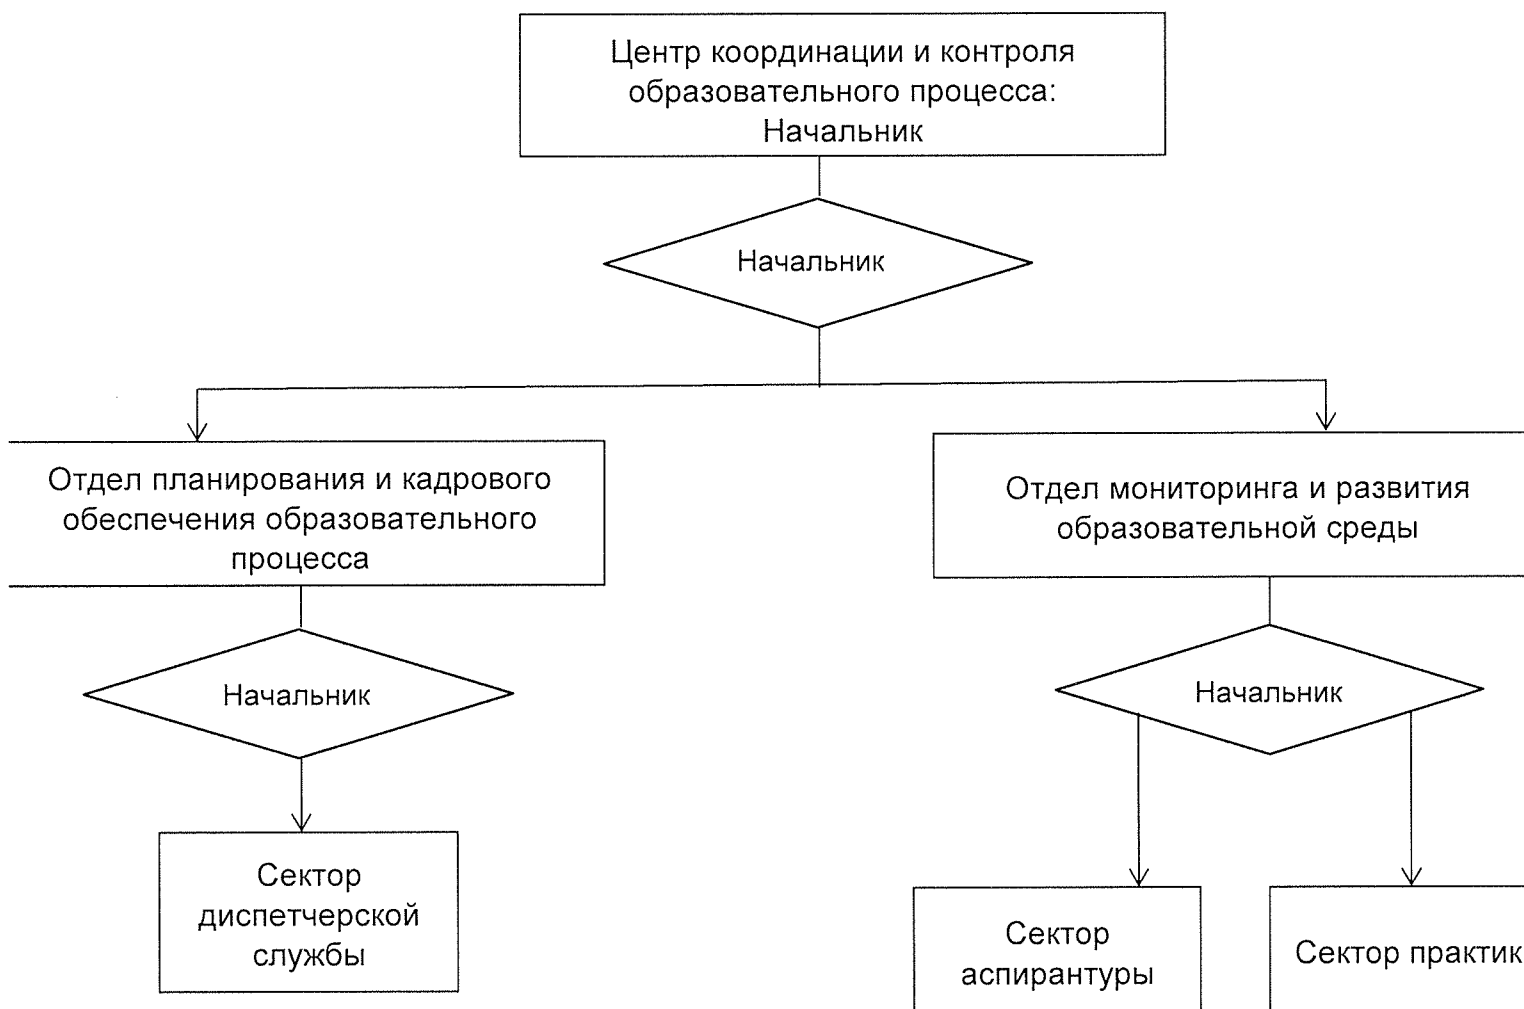 Центр координации и контроля
образовательного процесса:
Начальник
Начальник
Отдел планирования и кадрового
обеспечения образовательного
процесса
Отдел мониторинга и развития
образовательной среды
Начальник
Начальник
Сектор
диспетчерской
службы
Сектор
аспирантуры
Сектор практик